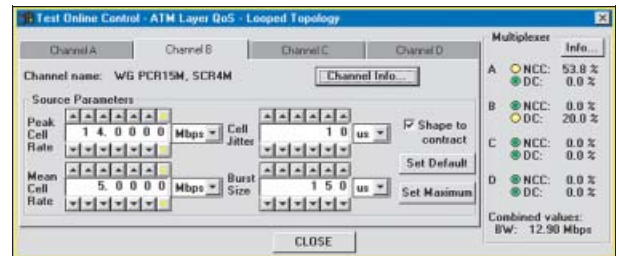 Test Online Control - ATM Layer QoS - Looped Topology
Channel A Channel B Channel C Channel D
Channel name: WG PCR15M, SCR4M Channel Info...
Source Parameters
Peak Cell Rate 1 4. 0 0 0 0 Mbps Cell Jitter 1 0 us Shape to contract
Set Default
Mean Cell Rate 5. 0 0 0 0 Mbps Burst Size 1 5 0 us Set Maximum
CLOSE
Multiplexer
Info...
A NCC: 53.8 %
DC: 0.0 %
B NCC: 0.0 %
DC: 20.0 %
C NCC: 0.0 %
DC: 0.0 %
D NCC: 0.0 %
DC: 0.0 %
Combined values:
BW: 12.90 Mbps